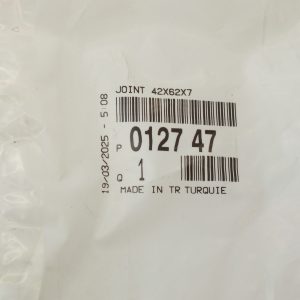 JOINT 42X62X7
P 0127 47
Q 1
MADE IN TR TURQUIE
19/03/2025 - 5:08